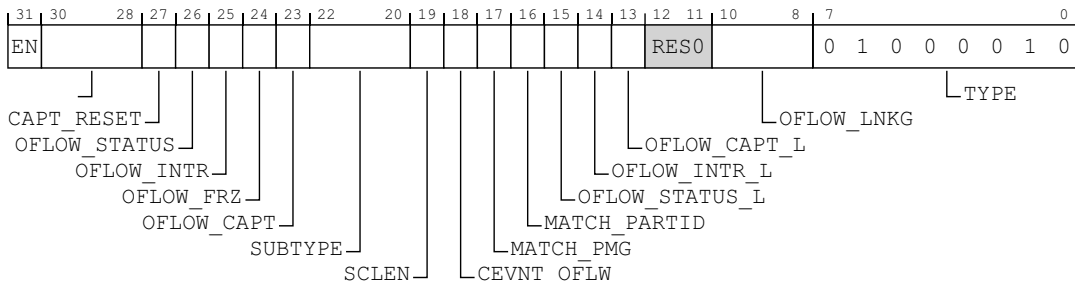 31 30 28 27 26 25 24 23 22 20 19 18 17 16 15 14 13 12 11 10 8 7 0
EN RES0 0 1 0 0 0 0 1 0
TYPE
CAPT_RESET OFLOW_LNKG
OFLOW_STATUS OFLOW_CAPT_L
OFLOW_INTR OFLOW_INTR_L
OFLOW_FRZ OFLOW_STATUS_L
OFLOW_CAPT MATCH_PARTID
SUBTYPE MATCH_PMG
SCLEN CEVNT OFLW